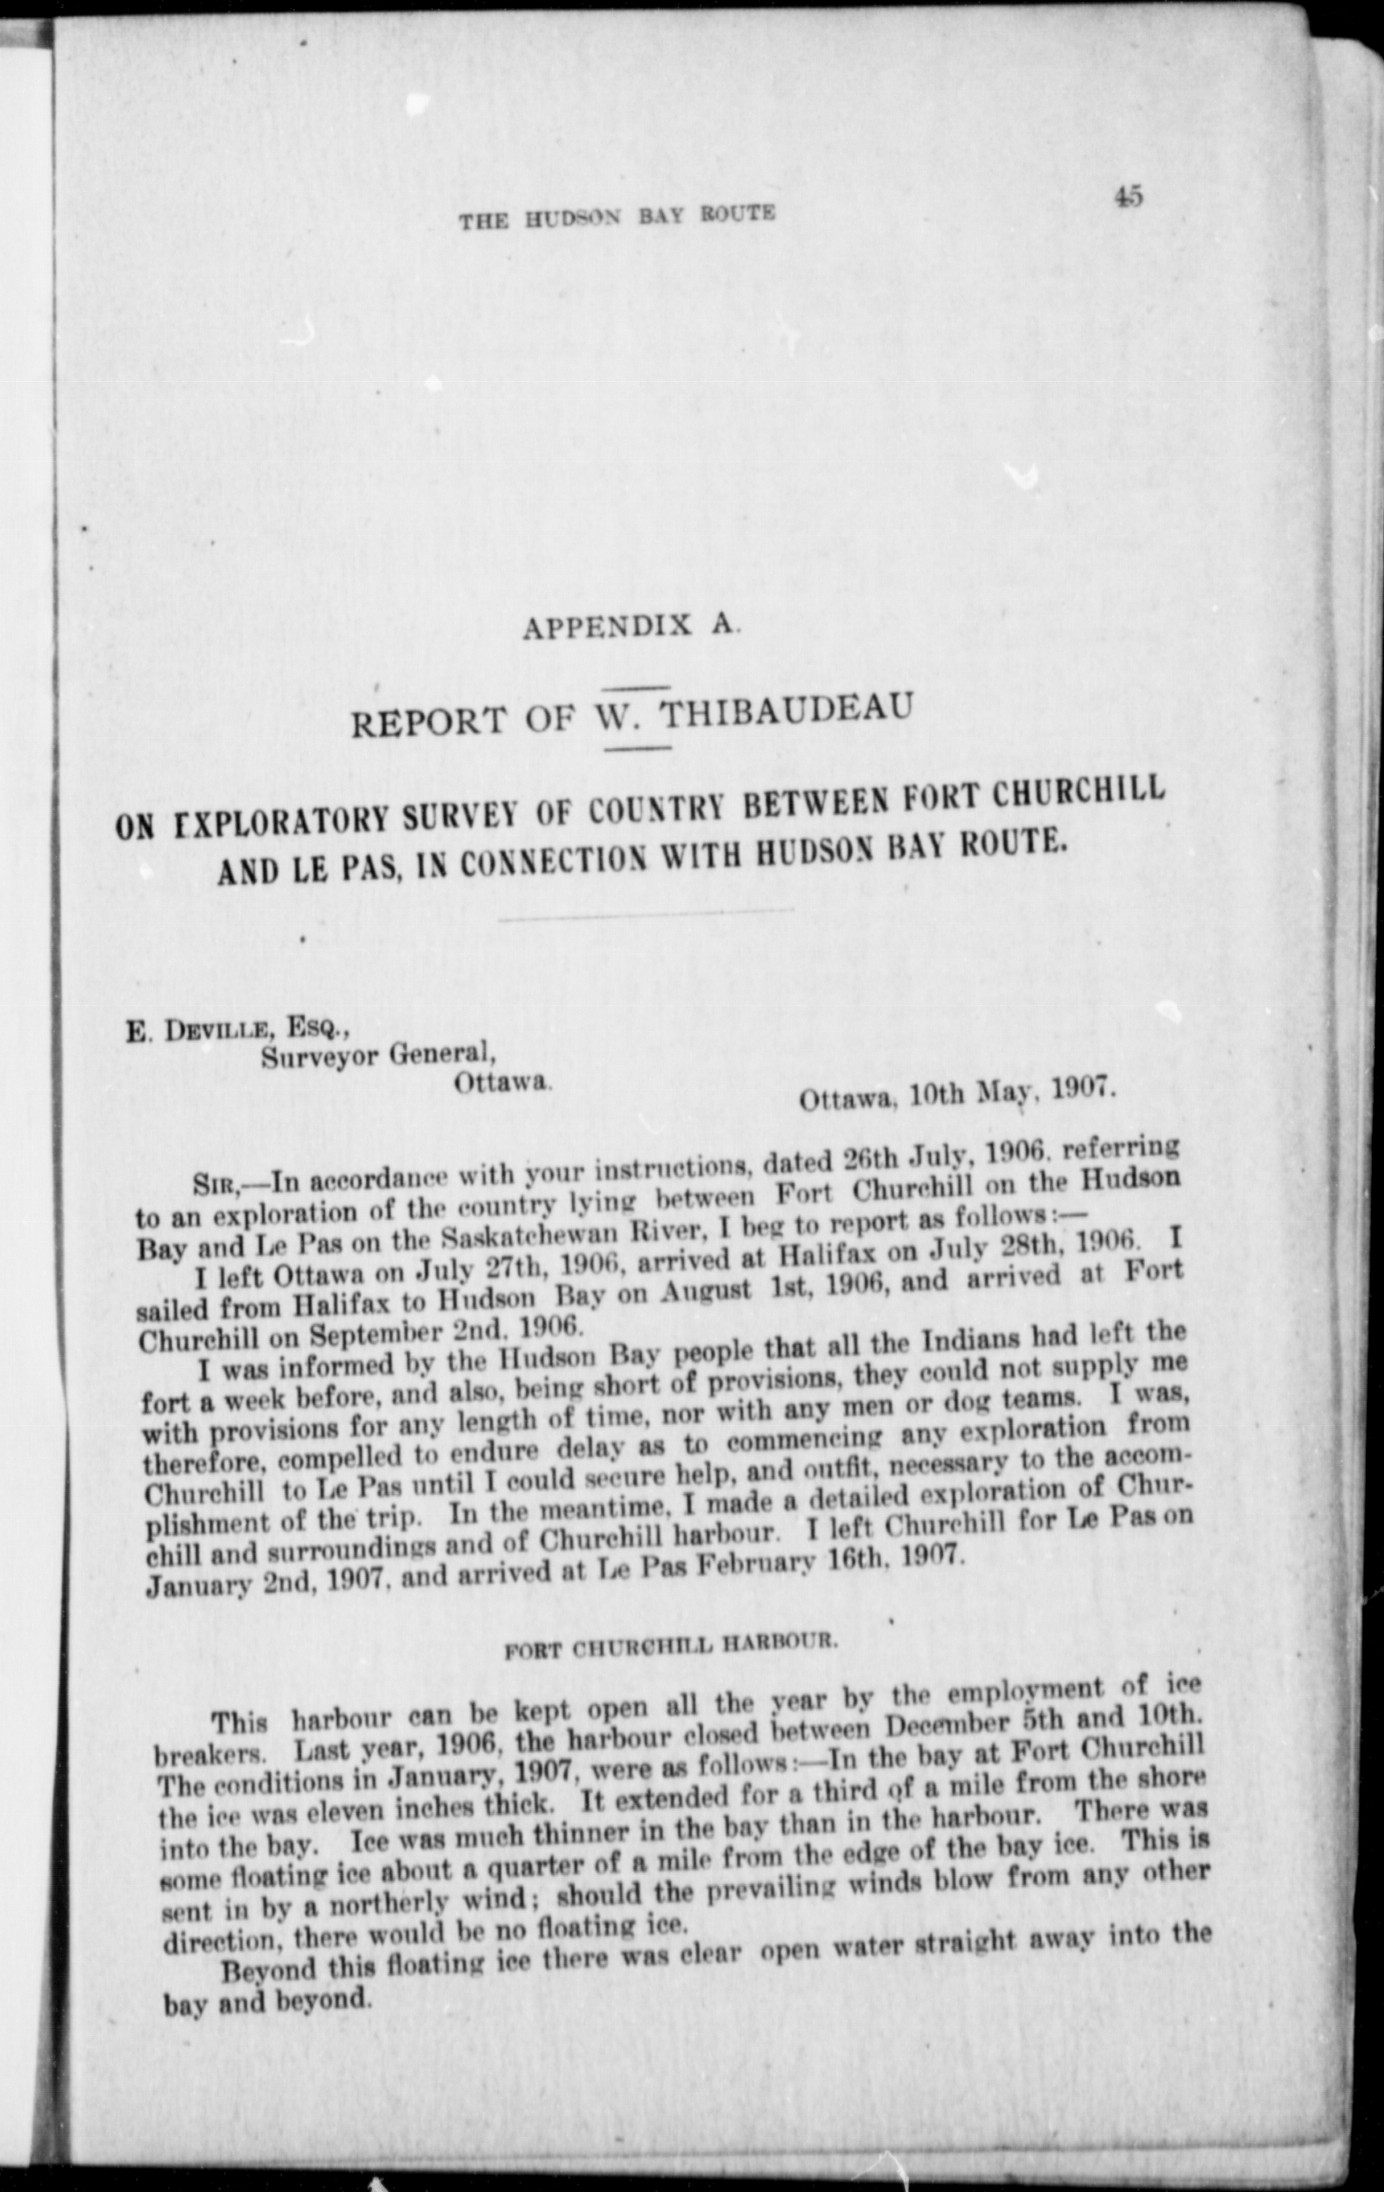 THE HUDSON BAY ROUTE 45
APPENDIX A.
REPORT OF W. THIBAUDEAU
ON EXPLORATORY SURVEY OF COUNTRY BETWEEN FORT CHURCHILL
AND LE PAS, IN CONNECTION WITH HUDSON BAY ROUTE.
E. DEVILLE, ESQ.,
Surveyor General,
Ottawa.
Ottawa, 10th May, 1907.
SIR,—In accordance with your instructions, dated 26th July, 1906, referring
to an exploration of the country lying between Fort Churchill on the Hudson
Bay and Le Pas on the Saskatchewan River, I beg to report as follows:—
I left Ottawa on July 27th, 1906, arrived at Halifax on July 28th, 1906. I
sailed from Halifax to Hudson Bay on August 1st, 1906, and arrived at Fort
Churchill on September 2nd, 1906.
I was informed by the Hudson Bay people that all the Indians had left the
fort a week before, and also, being short of provisions, they could not supply me
with provisions for any length of time, nor with any men or dog teams. I was,
therefore, compelled to endure delay as to commencing any exploration from
Churchill to Le Pas until I could secure help, and outfit, necessary to the accom-
plishment of the trip. In the meantime, I made a detailed exploration of Chur-
chill and surroundings and of Churchill harbour. I left Churchill for Le Pas on
January 2nd, 1907, and arrived at Le Pas February 16th, 1907.
FORT CHURCHILL HARBOUR.
This harbour can be kept open all the year by the employment of ice
breakers. Last year, 1906, the harbour closed between December 5th and 10th.
The conditions in January, 1907, were as follows:—In the bay at Fort Churchill
the ice was eleven inches thick. It extended for a third of a mile from the shore
into the bay. Ice was much thinner in the bay than in the harbour. There was
some floating ice about a quarter of a mile from the edge of the bay ice. This is
sent in by a northerly wind; should the prevailing winds blow from any other
direction, there would be no floating ice.
Beyond this floating ice there was clear open water straight away into the
bay and beyond.